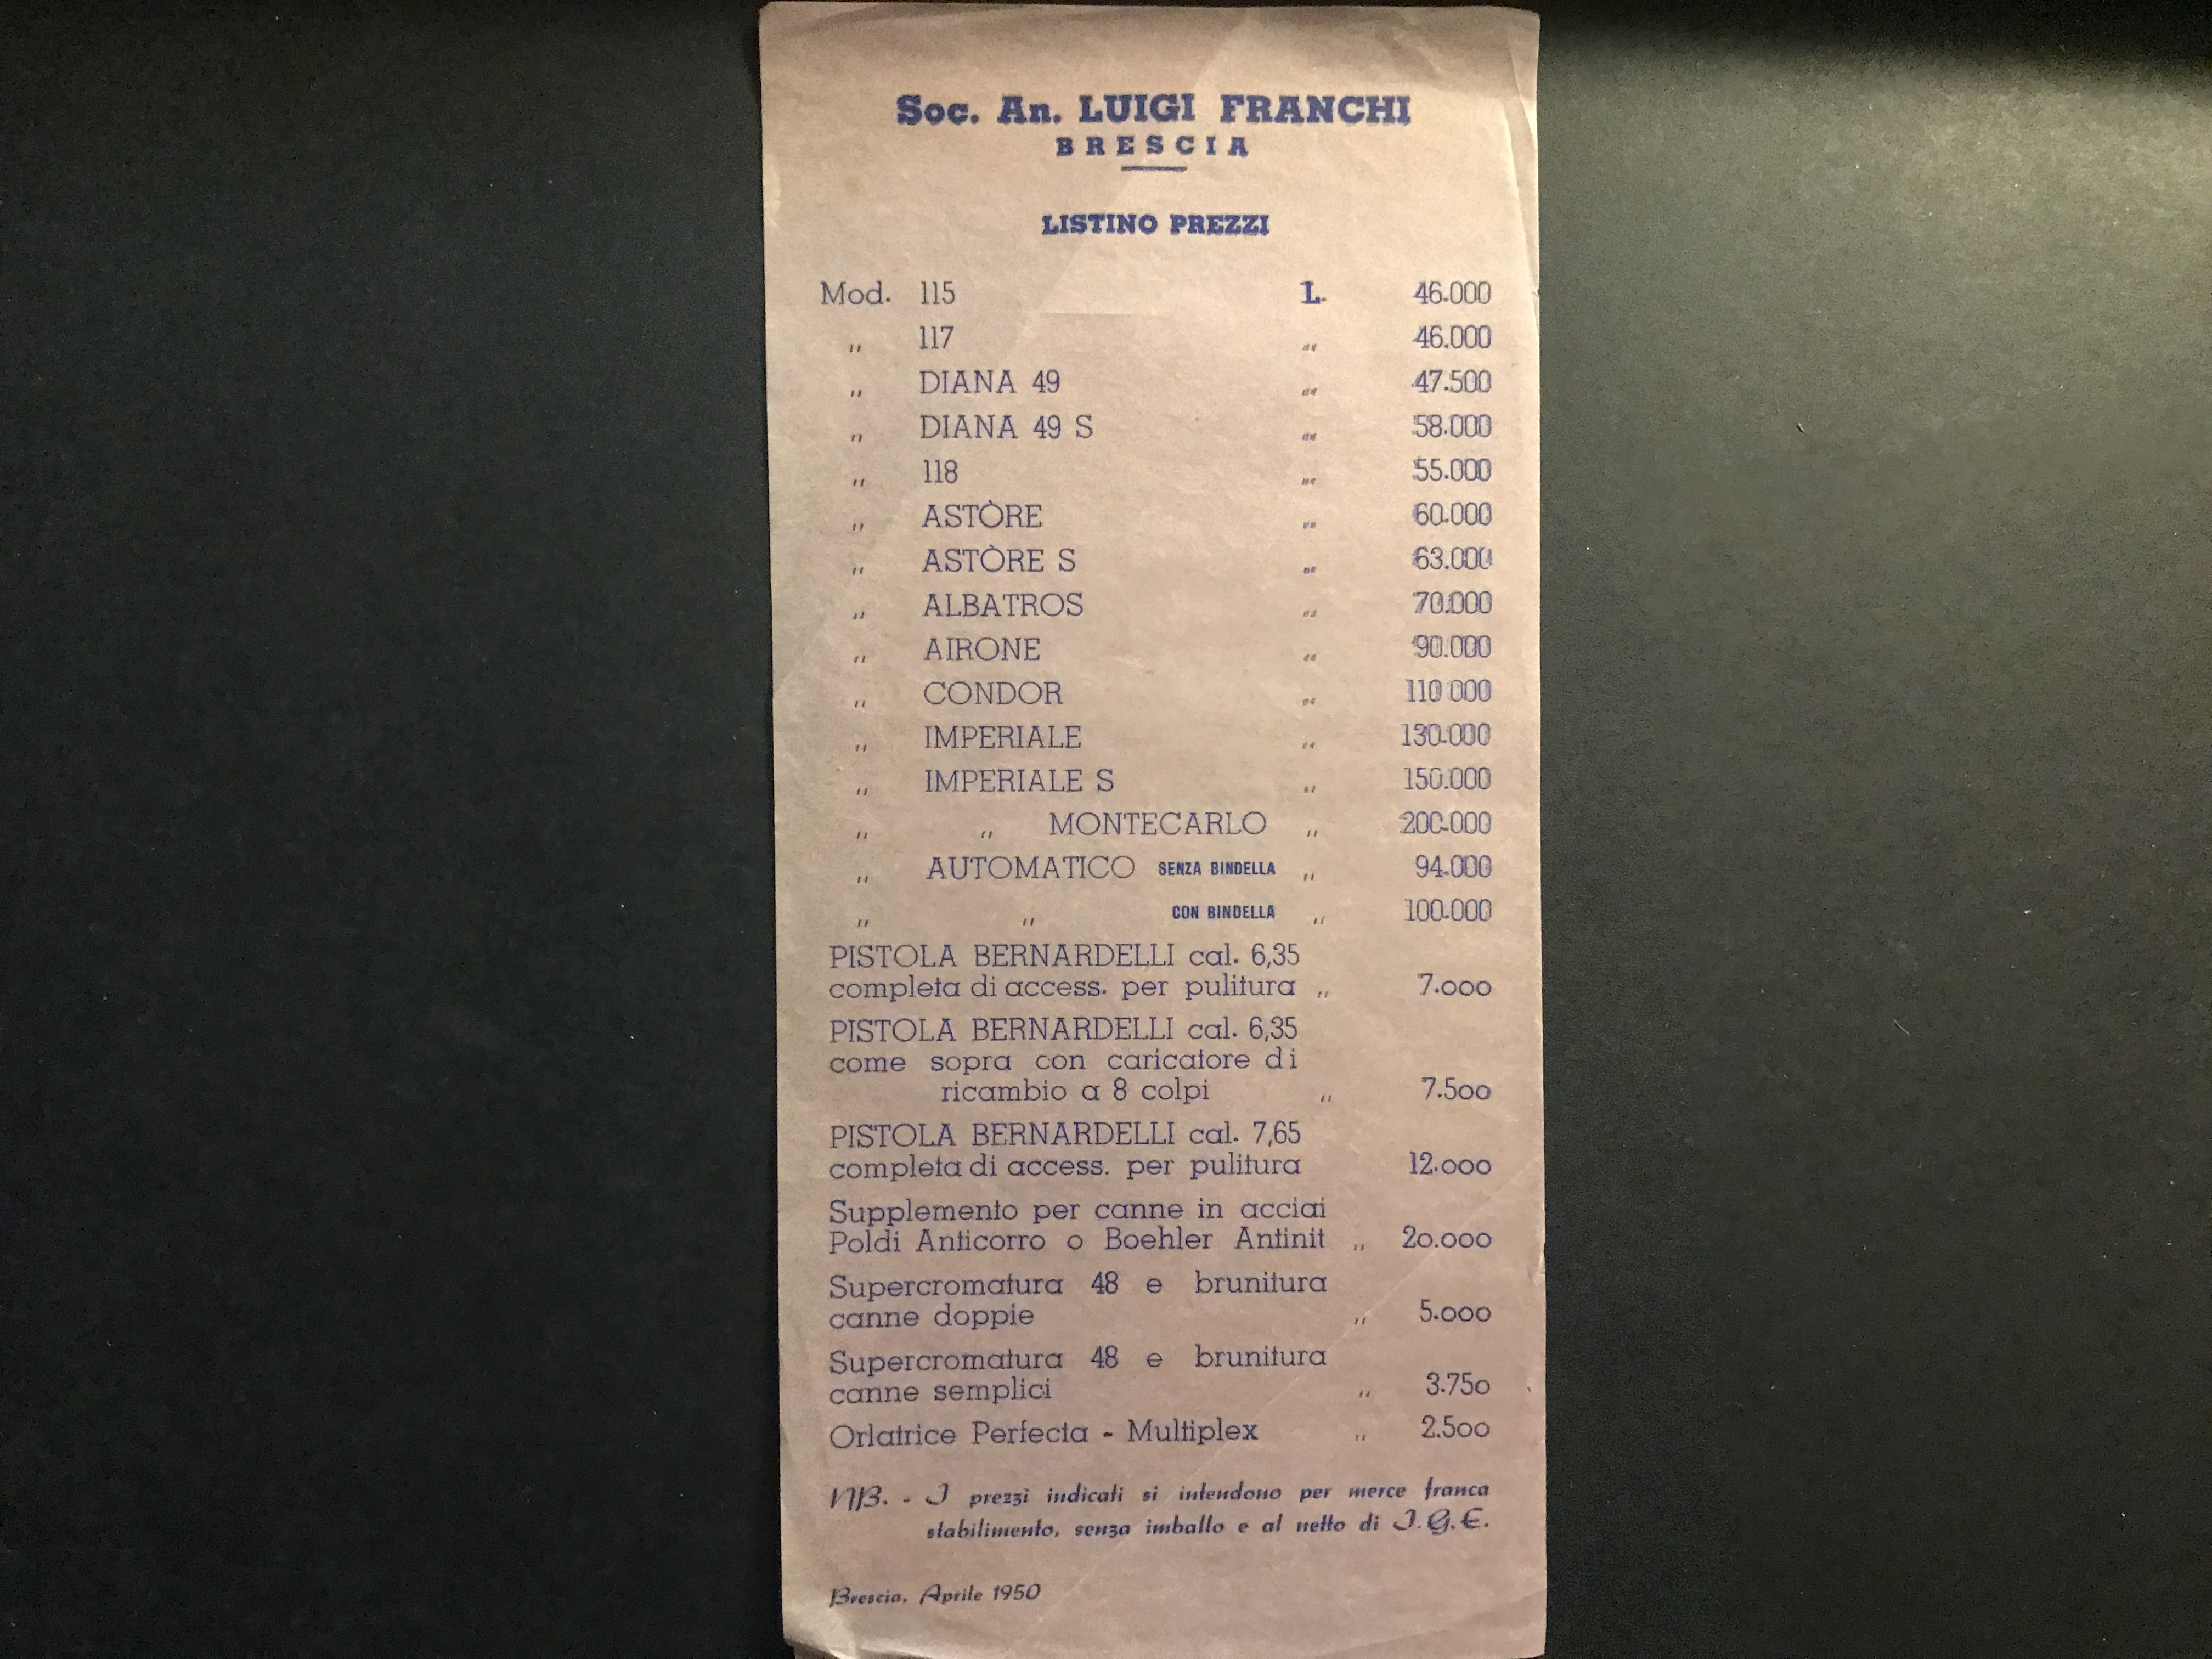 Soc. An. LUIGI FRANCHI
BRESCIA
LISTINO PREZZI
Mod. 115 L. 46.000
„ 117 „ 46.000
„ DIANA 49 „ 47.500
„ DIANA 49 S „ 58.000
„ 118 „ 55.000
„ ASTÒRE „ 60.000
„ ASTÒRE S „ 63.000
„ ALBATROS „ 70.000
„ AIRONE „ 90.000
„ CONDOR „ 110 000
„ IMPERIALE „ 130.000
„ IMPERIALE S „ 150.000
„ „ MONTECARLO „ 200.000
„ AUTOMATICO SENZA BINDELLA „ 94.000
„ „ CON BINDELLA „ 100.000
PISTOLA BERNARDELLI cal. 6,35
completa di access. per pulitura „ 7.000
PISTOLA BERNARDELLI cal. 6,35
come sopra con caricatore di
ricambio a 8 colpi „ 7.500
PISTOLA BERNARDELLI cal. 7,65
completa di access. per pulitura 12.000
Supplemento per canne in acciai
Poldi Anticorro o Boehler Antinit „ 20.000
Supercromatura 48 e brunitura
canne doppie „ 5.000
Supercromatura 48 e brunitura
canne semplici „ 3.750
Orlatrice Perfecta - Multiplex „ 2.500
NB. - I prezzi indicati si intendono per merce franca
stabilimento, senza imballo e al netto di I.G.E.
Brescia, Aprile 1950